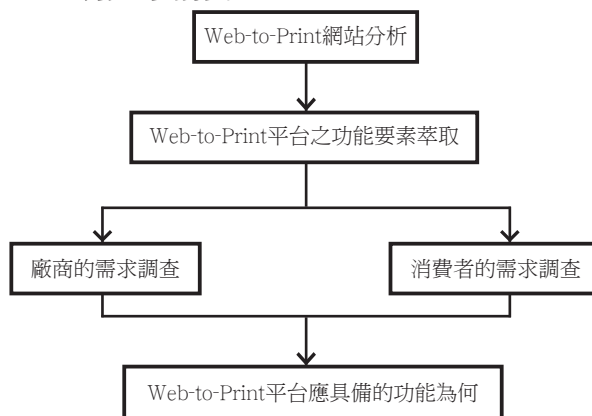 Web-to-Print網站分析
Web-to-Print平台之功能要素萃取
廠商的需求調查
消費者的需求調查
Web-to-Print平台應具備的功能為何